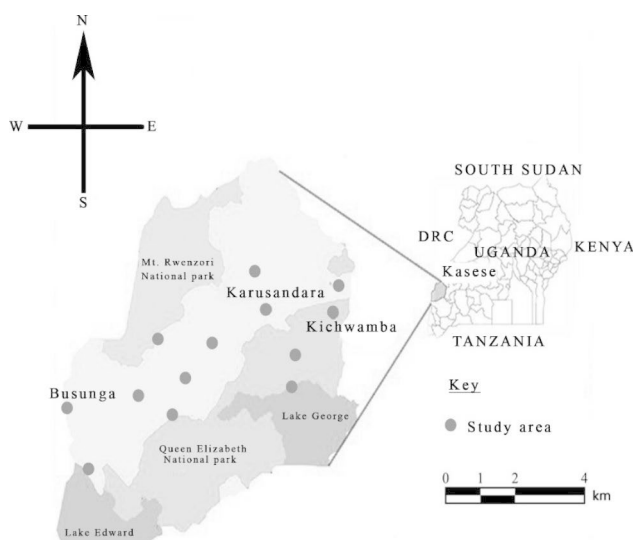 N
W
E
S
SOUTH SUDAN
DRC
UGANDA
KENYA
Kasese
TANZANIA
Mt. Rwenzori
National park
Karusandara
Kichwamba
Busunga
Lake George
Queen Elizabeth
National park
Lake Edward
Key
Study area
0 1 2 4
km